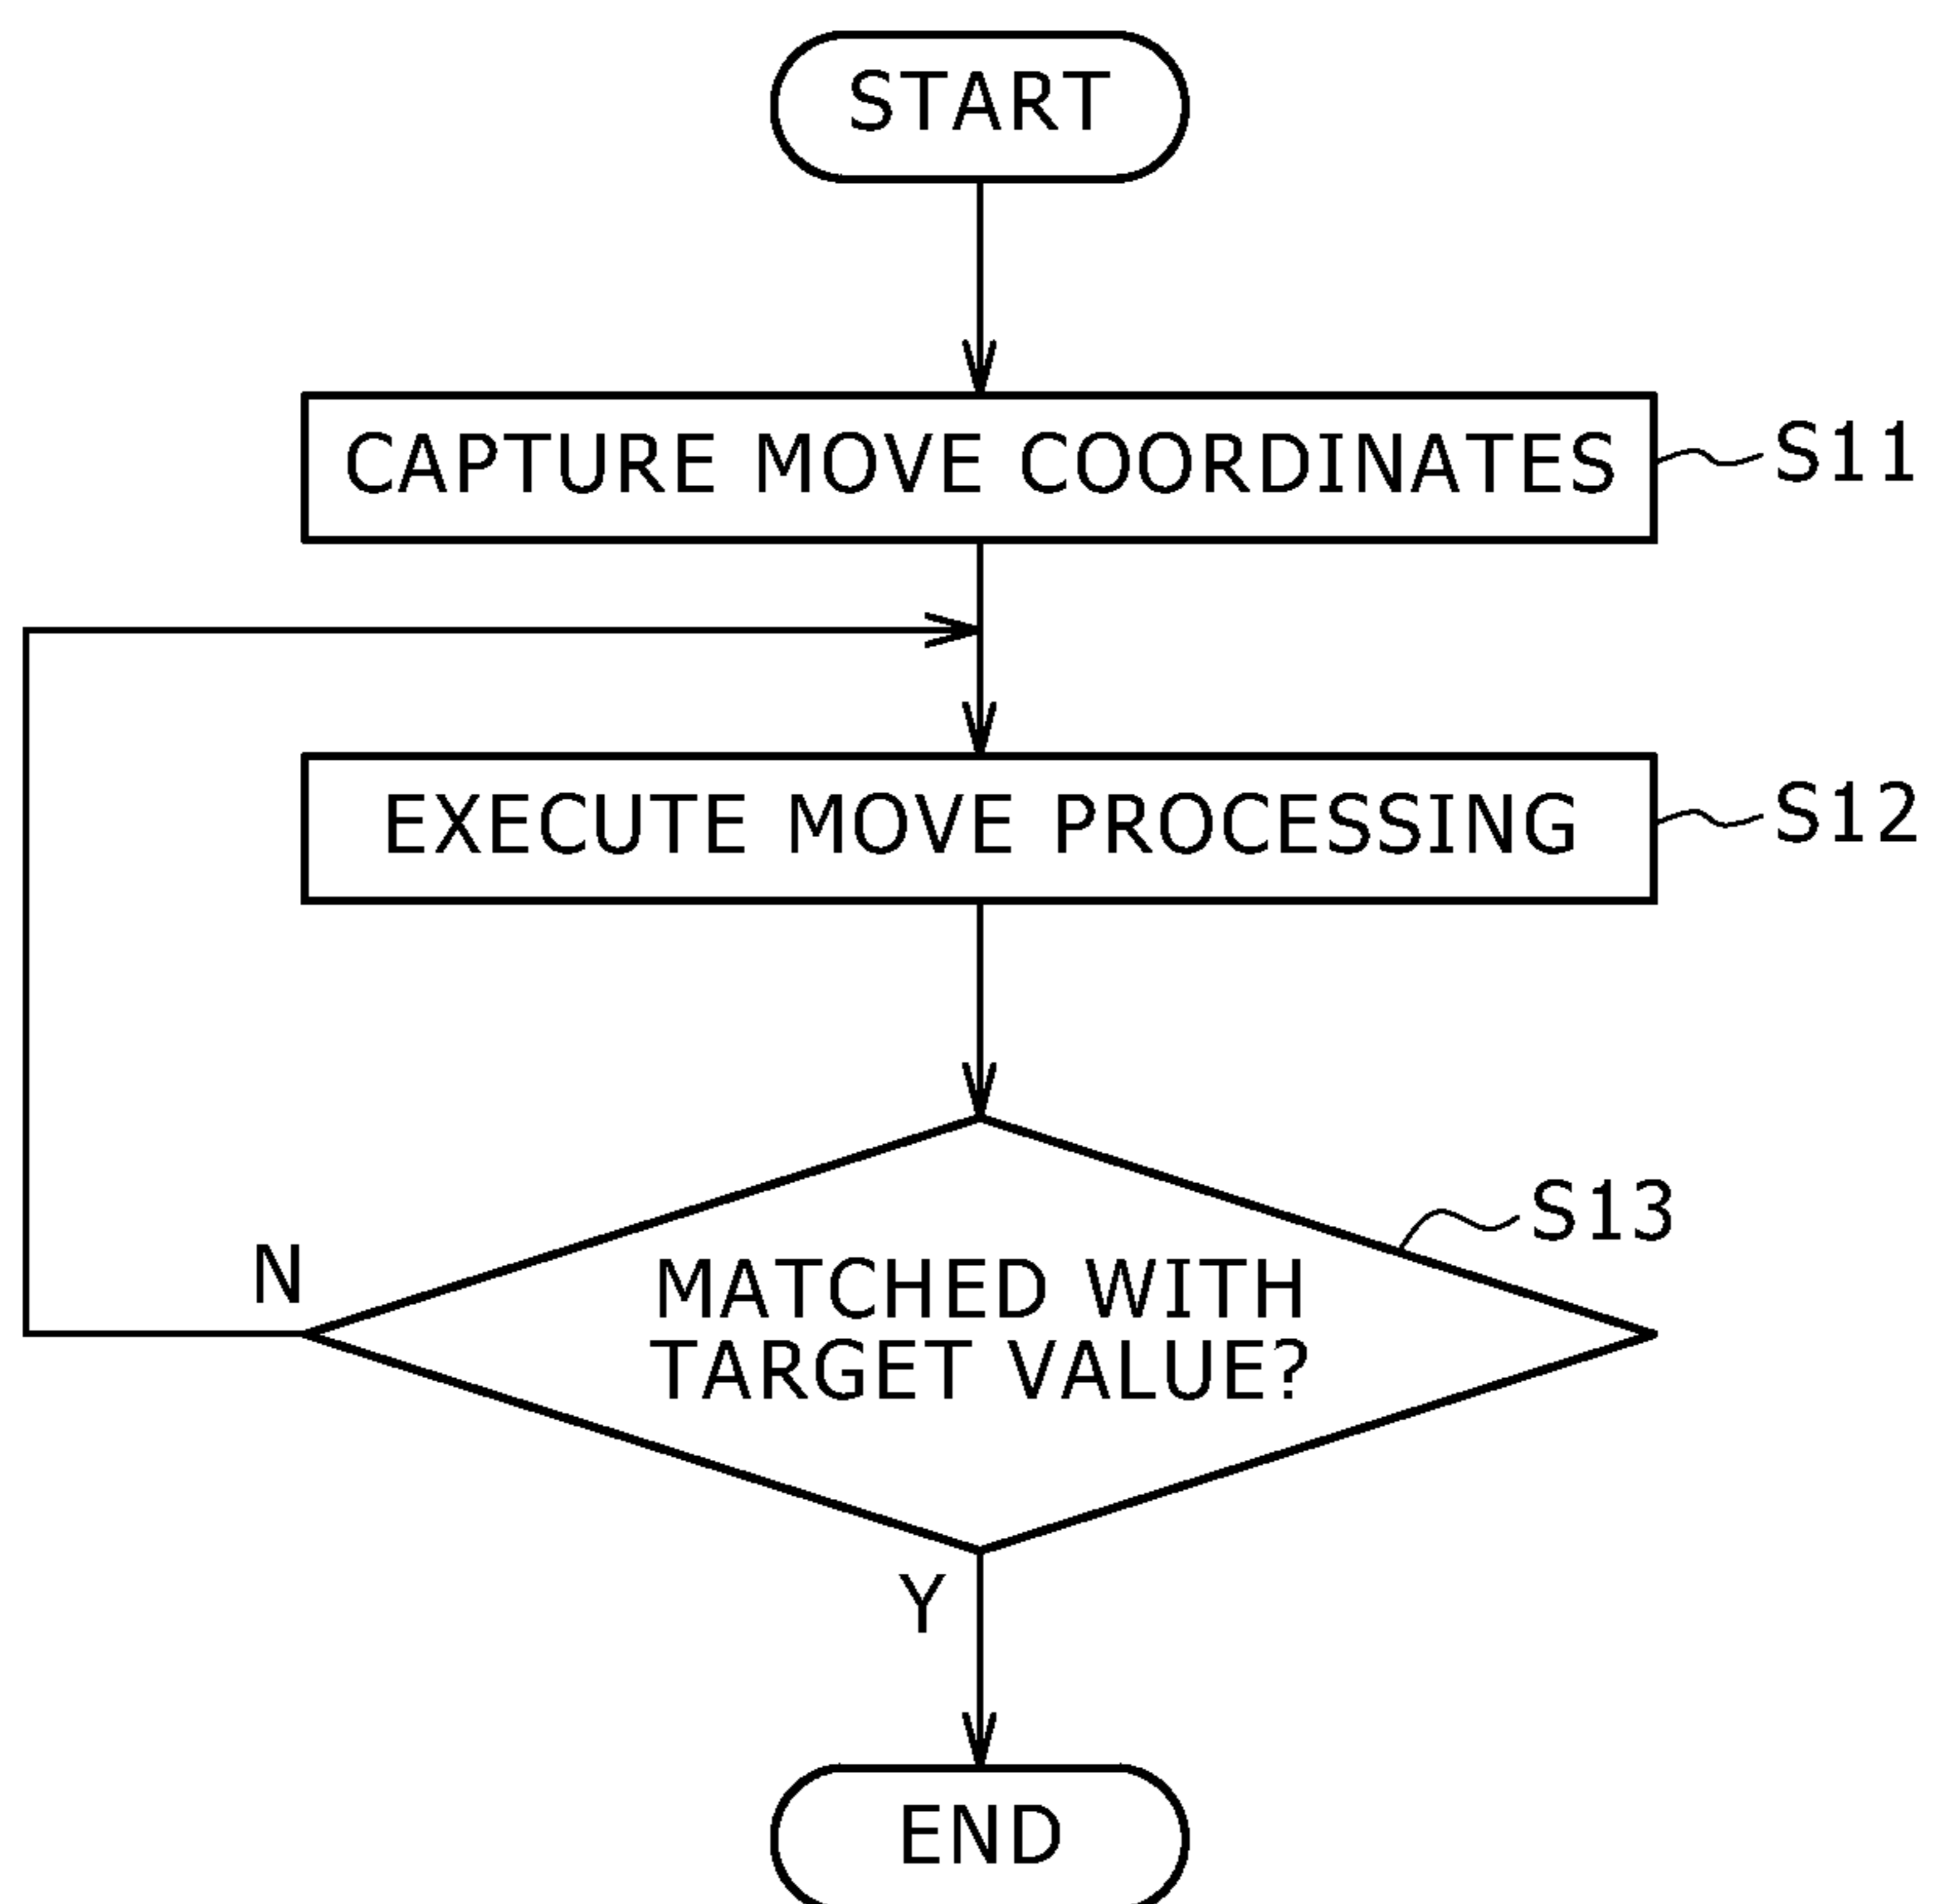 START
CAPTURE MOVE COORDINATES
S11
EXECUTE MOVE PROCESSING
S12
S13
N
MATCHED WITH
TARGET VALUE?
Y
END